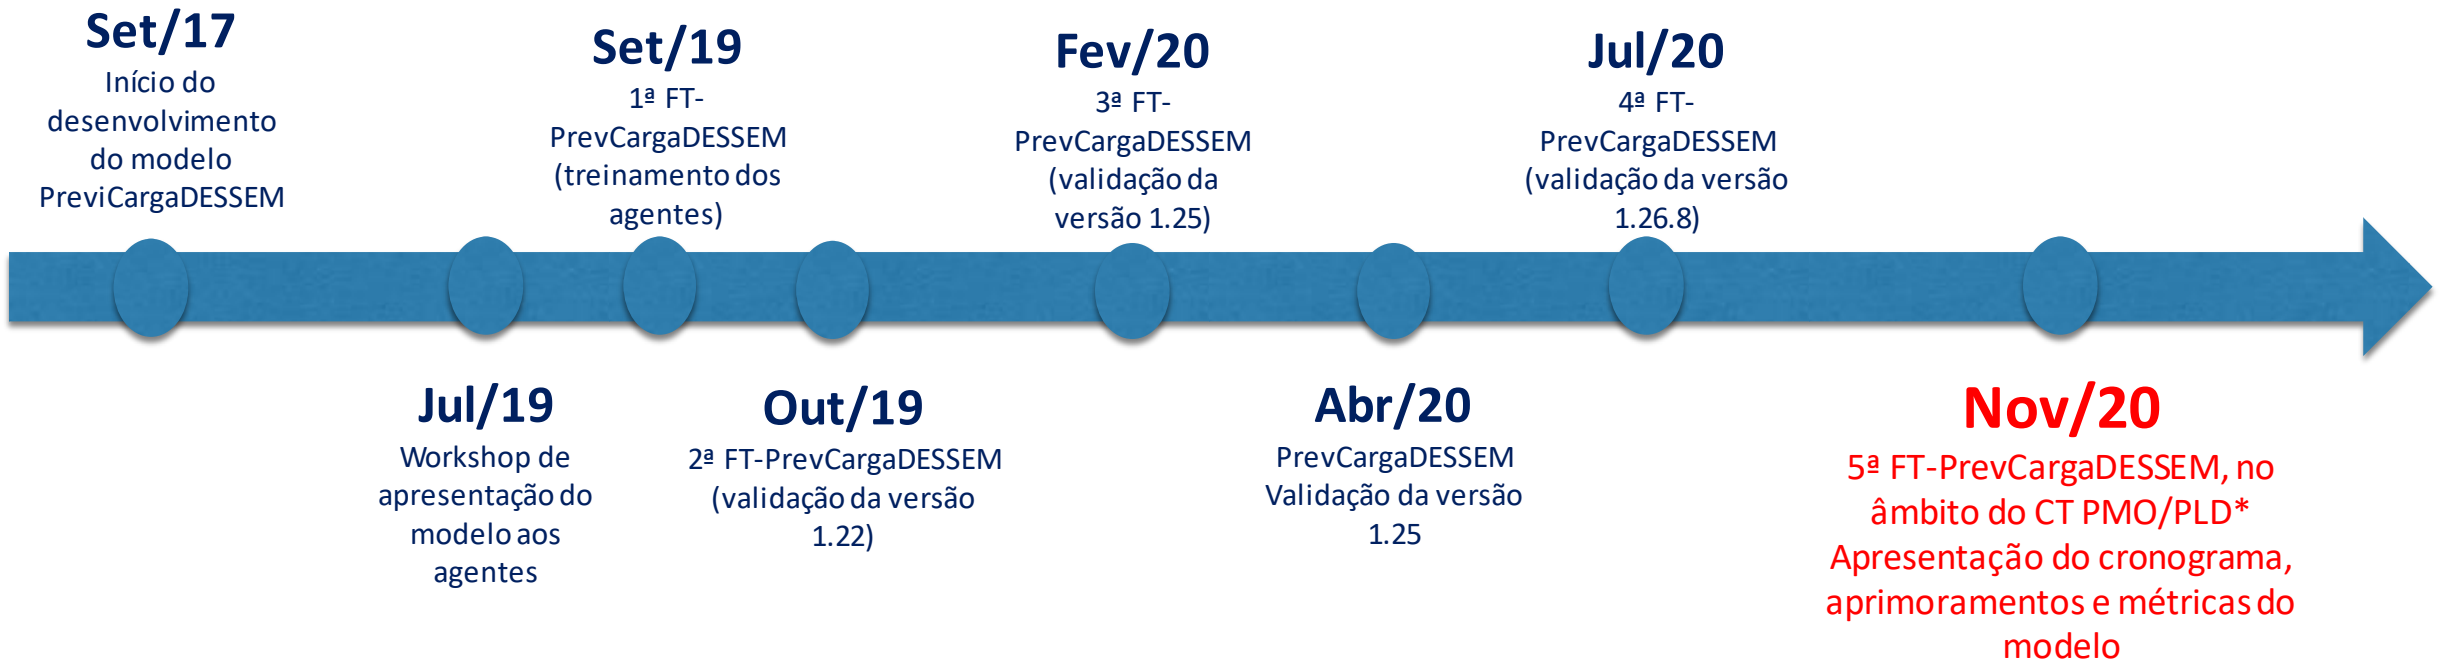 Set/17
Início do
desenvolvimento
do modelo
PreviCargaDESSEM
Set/19
1ª FT-
PrevCargaDESSEM
(treinamento dos
agentes)
Fev/20
3ª FT-
PrevCargaDESSEM
(validação da
versão 1.25)
Jul/20
4ª FT-
PrevCargaDESSEM
(validação da versão
1.26.8)
Jul/19
Workshop de
apresentação do
modelo aos
agentes
Out/19
2ª FT-PrevCargaDESSEM
(validação da versão
1.22)
Abr/20
PrevCargaDESSEM
Validação da versão
1.25
Nov/20
5ª FT-PrevCargaDESSEM, no
âmbito do CT PMO/PLD*
Apresentação do cronograma,
aprimoramentos e métricas do
modelo